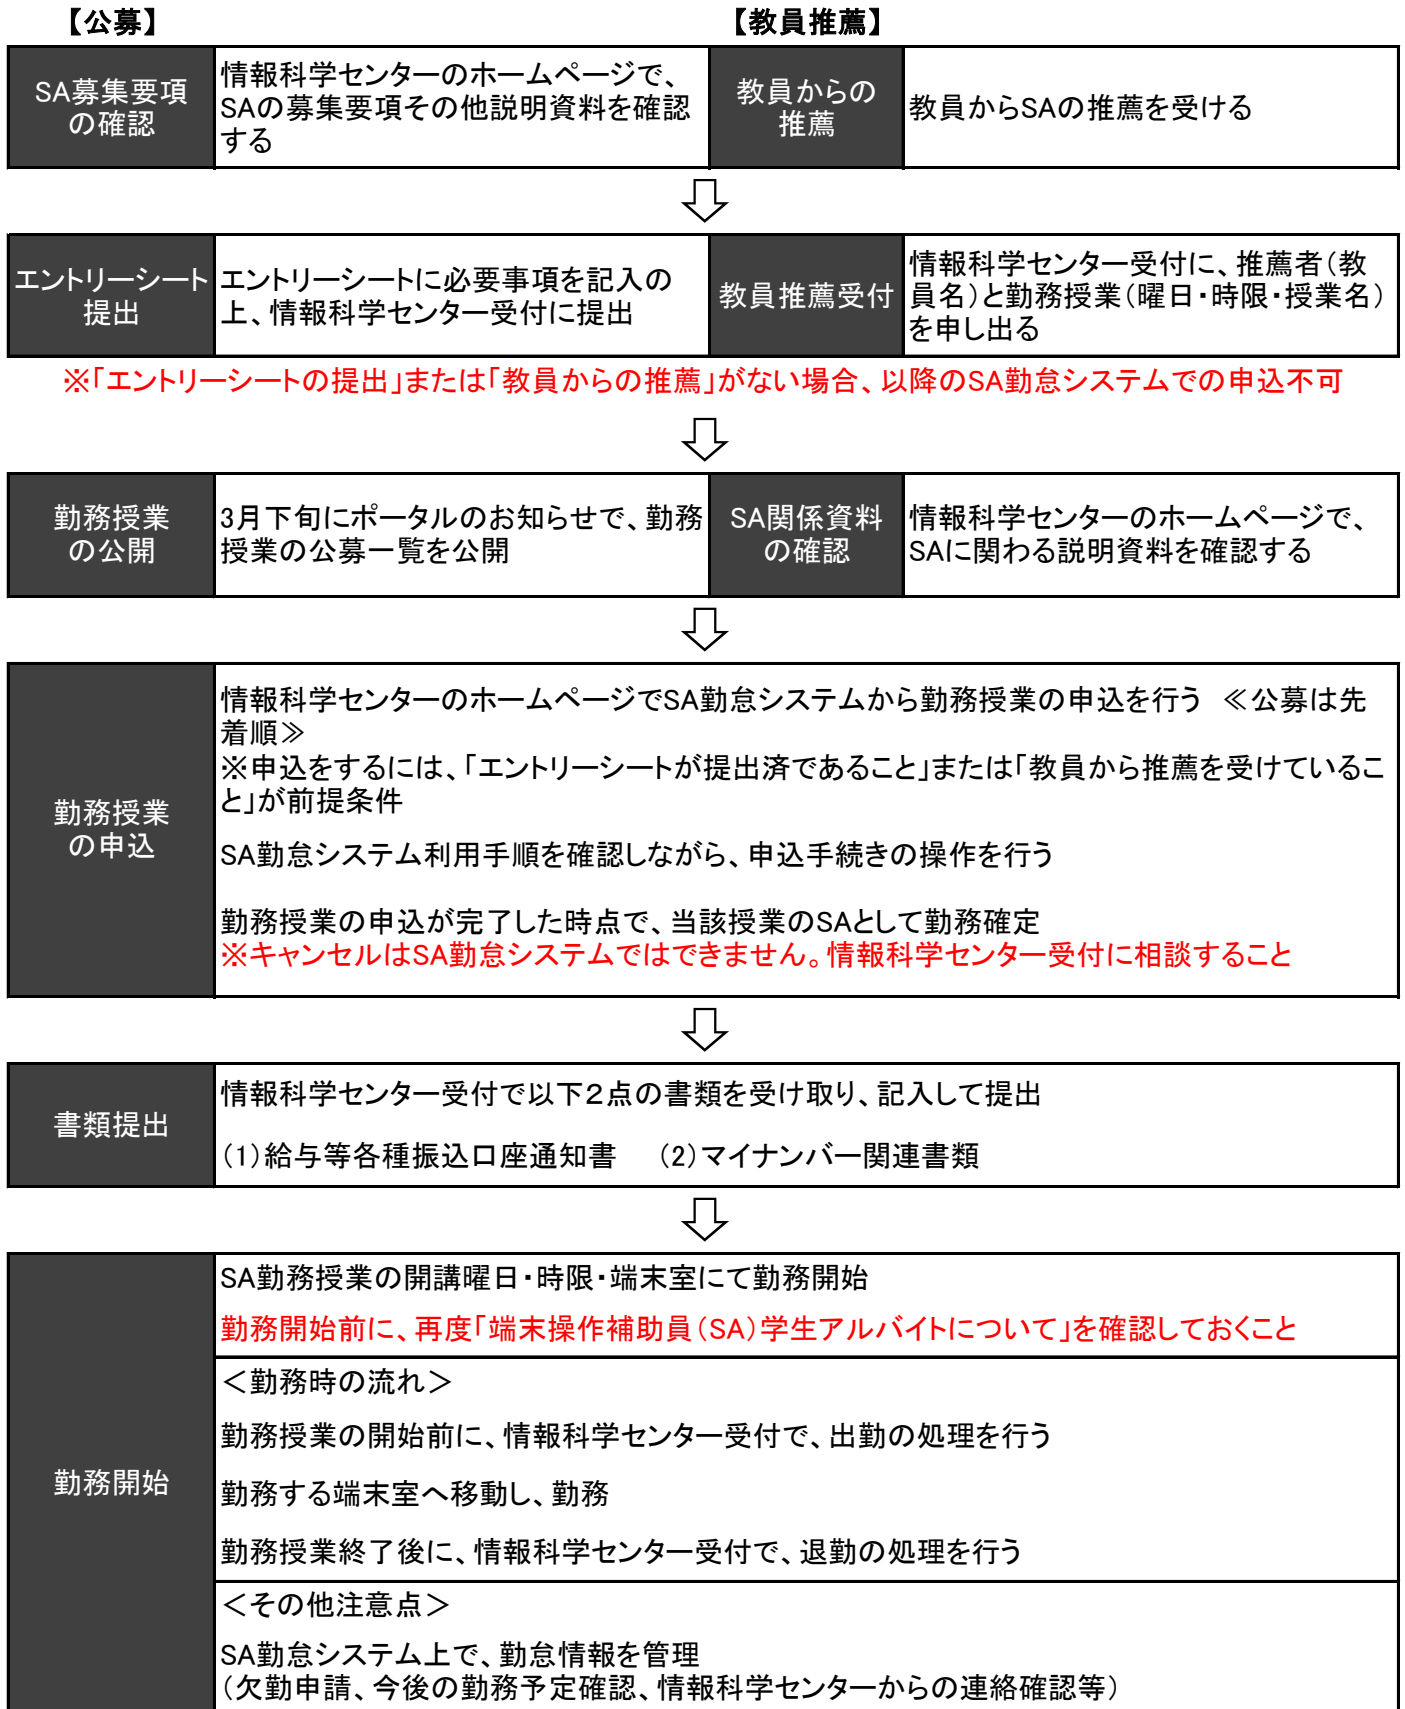 【公募】
【教員推薦】
SA募集要項
の確認
情報科学センターのホームページで、
SAの募集要項その他説明資料を確認
する
教員からの
推薦
教員からSAの推薦を受ける
エントリーシート
提出
エントリーシートに必要事項を記入の
上、情報科学センター受付に提出
教員推薦受付
情報科学センター受付に、推薦者（教
員名）と勤務授業（曜日・時限・授業名）
を申し出る
※「エントリーシートの提出」または「教員からの推薦」がない場合、以降のSA勤怠システムでの申込不可
勤務授業
の公開
3月下旬にポータルのお知らせで、勤務
授業の公募一覧を公開
SA関係資料
の確認
情報科学センターのホームページで、
SAに関わる説明資料を確認する
勤務授業
の申込
情報科学センターのホームページでSA勤怠システムから勤務授業の申込を行う　≪公募は先
着順≫
※申込をするには、「エントリーシートが提出済であること」または「教員から推薦を受けているこ
と」が前提条件
SA勤怠システム利用手順を確認しながら、申込手続きの操作を行う
勤務授業の申込が完了した時点で、当該授業のSAとして勤務確定
※キャンセルはSA勤怠システムではできません。情報科学センター受付に相談すること
書類提出
情報科学センター受付で以下２点の書類を受け取り、記入して提出
（1）給与等各種振込口座通知書　（2）マイナンバー関連書類
勤務開始
SA勤務授業の開講曜日・時限・端末室にて勤務開始
勤務開始前に、再度「端末操作補助員（SA）学生アルバイトについて」を確認しておくこと
＜勤務時の流れ＞
勤務授業の開始前に、情報科学センター受付で、出勤の処理を行う
勤務する端末室へ移動し、勤務
勤務授業終了後に、情報科学センター受付で、退勤の処理を行う
＜その他注意点＞
SA勤怠システム上で、勤怠情報を管理
（欠勤申請、今後の勤務予定確認、情報科学センターからの連絡確認等）